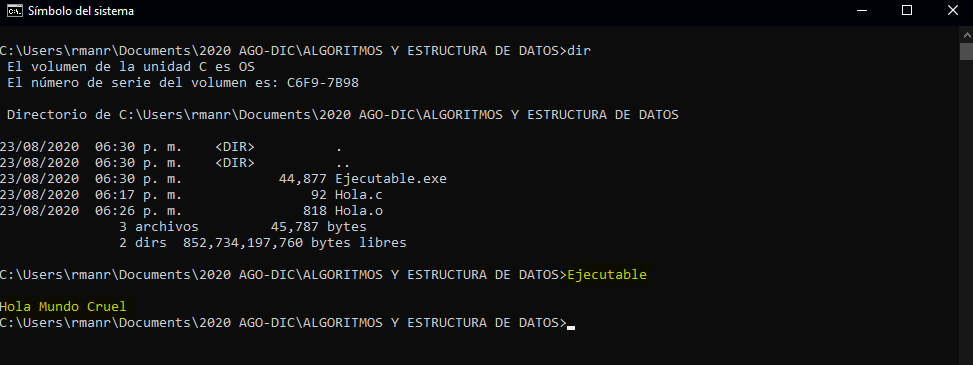 Símbolo del sistema
C:\Users\rmanr\Documents\2020 AGO-DIC\ALGORITMOS Y ESTRUCTURA DE DATOS>dir
El volumen de la unidad C es OS
El número de serie del volumen es: C6F9-7B98
Directorio de C:\Users\rmanr\Documents\2020 AGO-DIC\ALGORITMOS Y ESTRUCTURA DE DATOS
23/08/2020  06:30 p. m.    <DIR>          .
23/08/2020  06:30 p. m.    <DIR>          ..
23/08/2020  06:30 p. m.            44,877 Ejecutable.exe
23/08/2020  06:17 p. m.                92 Hola.c
23/08/2020  06:26 p. m.               818 Hola.o
3 archivos         45,787 bytes
2 dirs  852,734,197,760 bytes libres
C:\Users\rmanr\Documents\2020 AGO-DIC\ALGORITMOS Y ESTRUCTURA DE DATOS>Ejecutable
Hola Mundo Cruel
C:\Users\rmanr\Documents\2020 AGO-DIC\ALGORITMOS Y ESTRUCTURA DE DATOS>